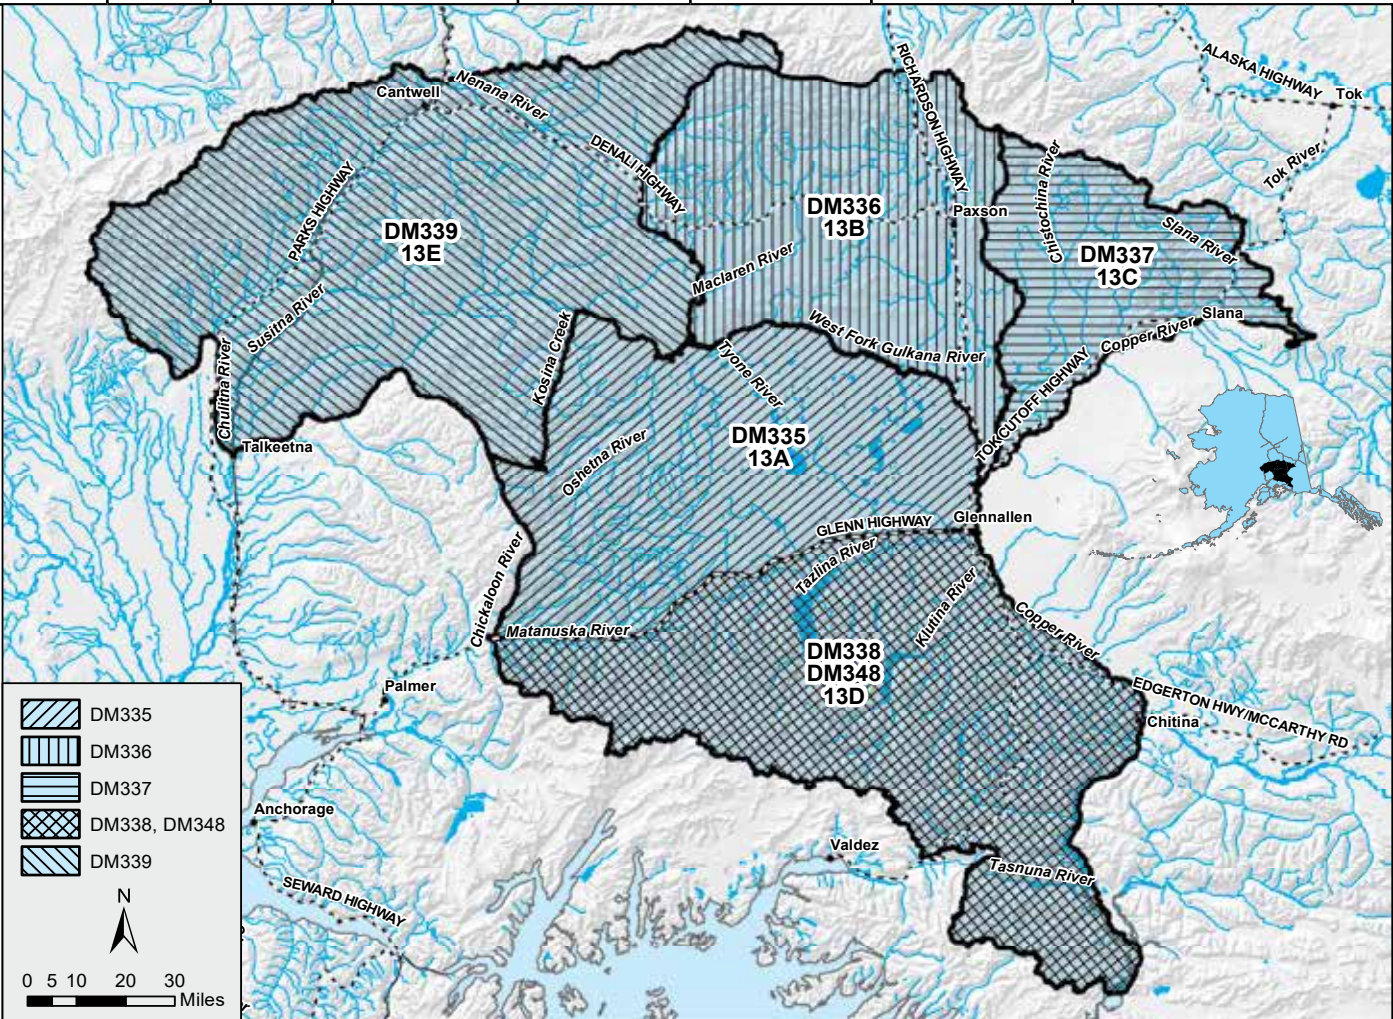 ALASKA HIGHWAY
Tok
RICHARDSON HIGHWAY
Cantwell
Nenana River
DENALI HIGHWAY
Tok River
Chistochina River
PARKS HIGHWAY
DM339
13E
DM336
13B
Paxson
DM337
13C
Slana River
Maclaren River
Susitna River
Slana
Copper River
West Fork Gulkana River
Kosina Creek
Tyone River
Chulitna River
TOK CUTOFF HIGHWAY
Talkeetna
DM335
13A
Oshetna River
GLENN HIGHWAY
Glennallen
Tazlina River
Chickaloon River
Klutina River
Matanuska River
Copper River
DM338
DM348
13D
Palmer
EDGERTON HWY/MCCARTHY RD
Chitina
Valdez
Tasnuna River
Anchorage
SEWARD HIGHWAY
DM335
DM336
DM337
DM338, DM348
DM339
N
0 5 10 20 30
Miles